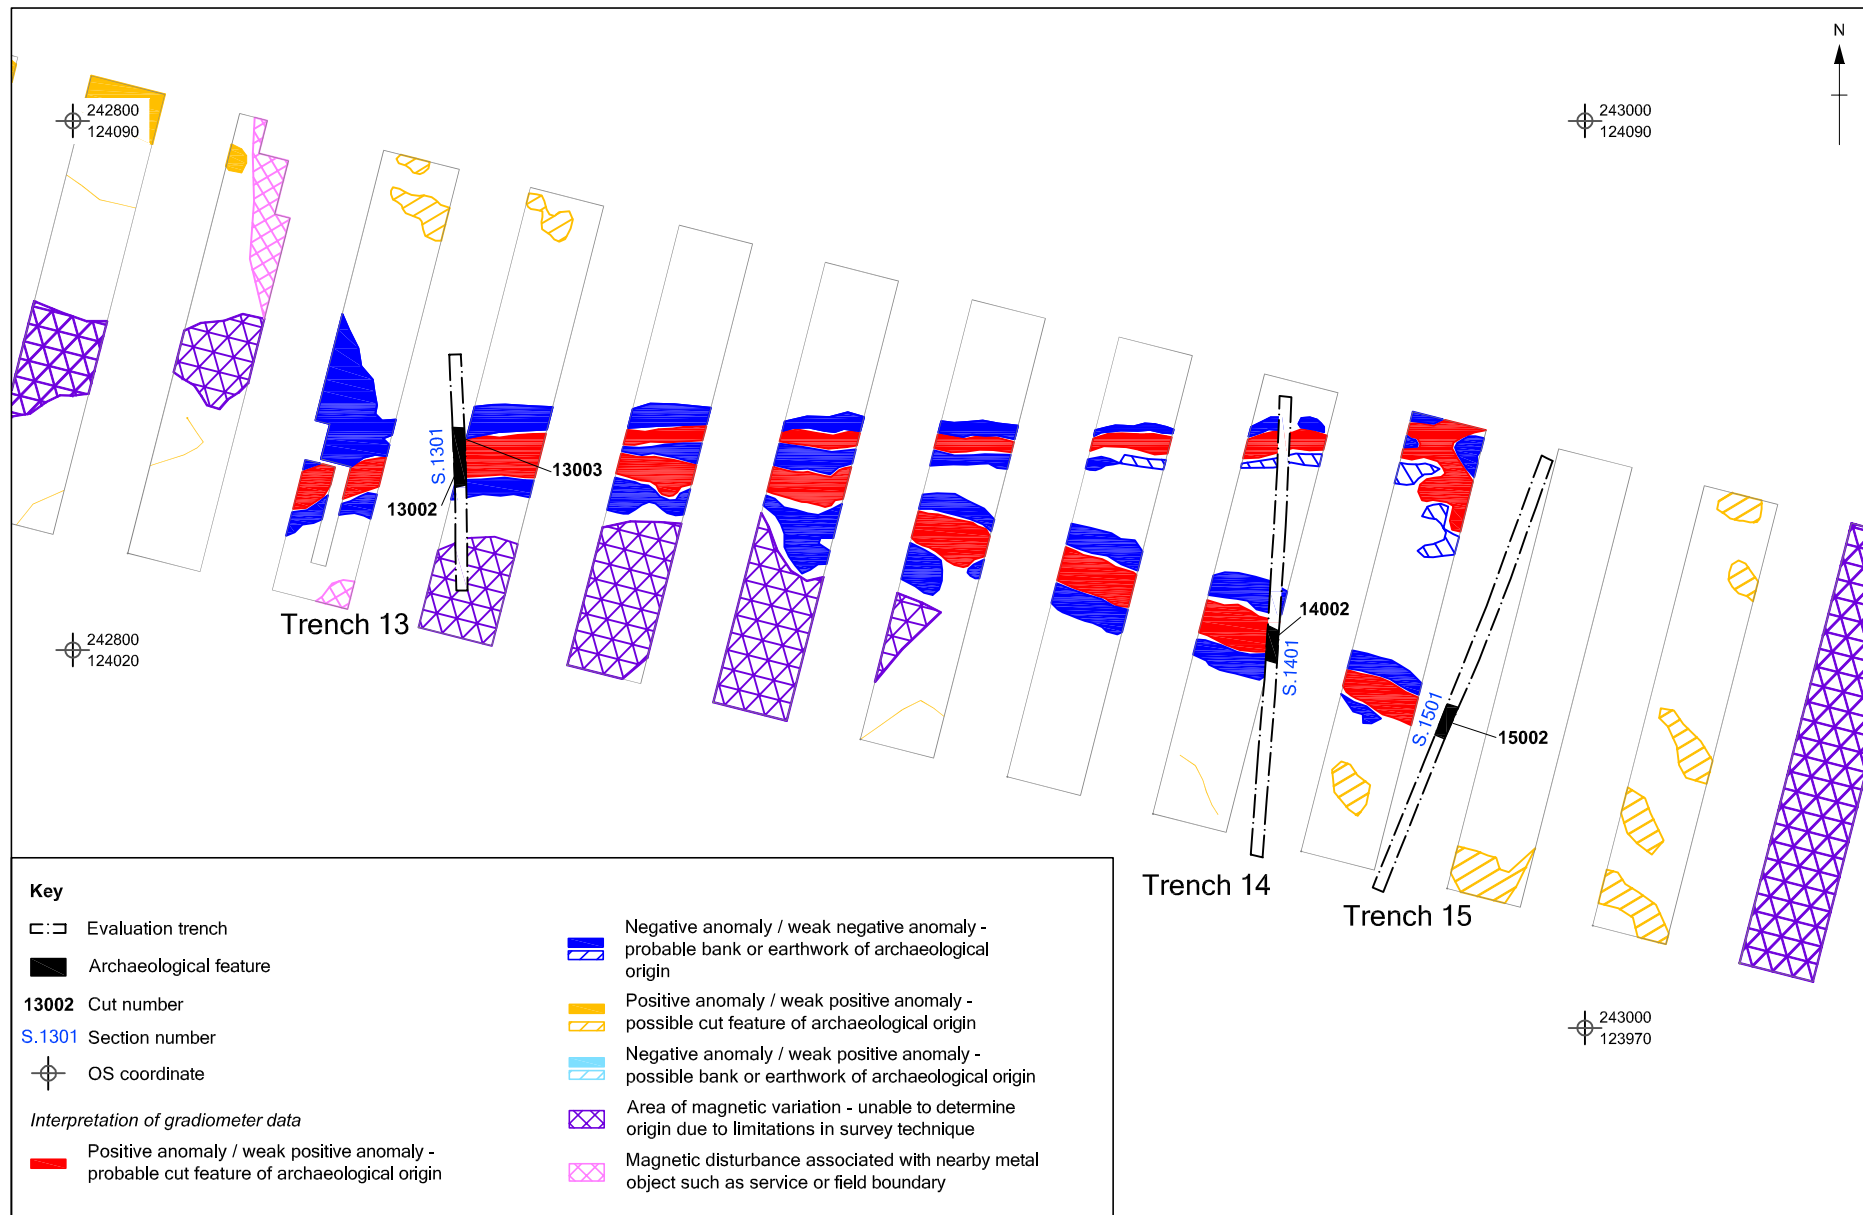 N
242800
124090
243000
124090
S.1301
13003
13002
Trench 13
242800
124020
14002
S.1401
S.1501
15002
Trench 14
Trench 15
243000
123970
Key
Evaluation trench
Archaeological feature
13002 Cut number
S.1301 Section number
OS coordinate
Interpretation of gradiometer data
Positive anomaly / weak positive anomaly -
probable cut feature of archaeological origin
Negative anomaly / weak negative anomaly -
probable bank or earthwork of archaeological
origin
Positive anomaly / weak positive anomaly -
possible cut feature of archaeological origin
Negative anomaly / weak positive anomaly -
possible bank or earthwork of archaeological origin
Area of magnetic variation - unable to determine
origin due to limitations in survey technique
Magnetic disturbance associated with nearby metal
object such as service or field boundary